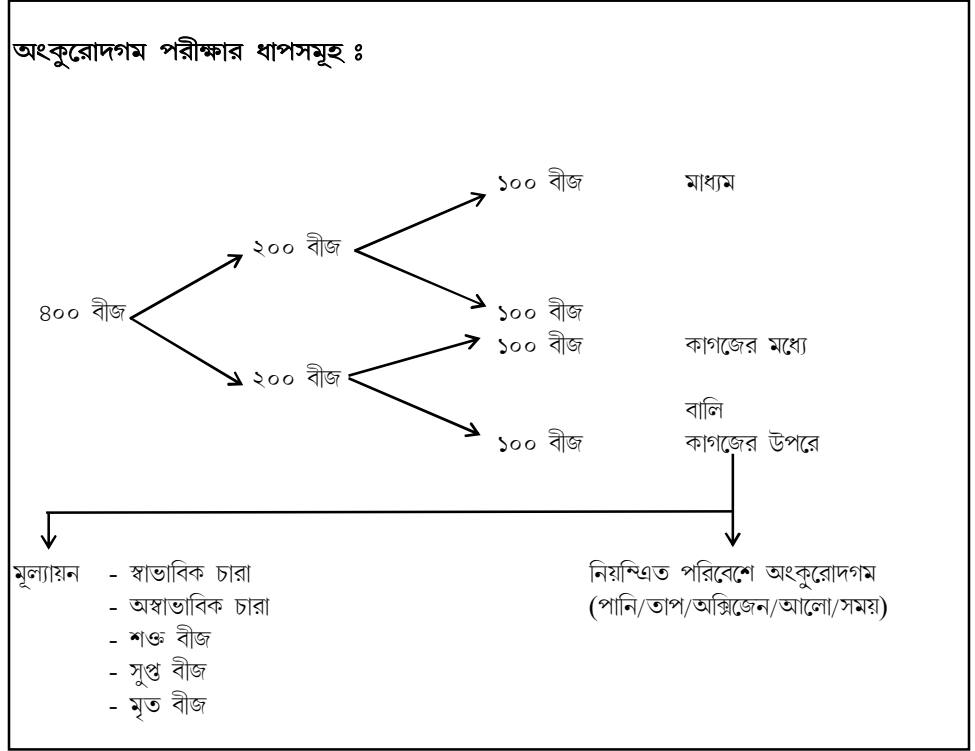 অংকুরোদগম পরীক্ষার ধাপসমূহ ঃ
১০০ বীজ মাধ্যম
২০০ বীজ
৪০০ বীজ
১০০ বীজ
১০০ বীজ কাগজের মধ্যে
২০০ বীজ
বালি
১০০ বীজ কাগজের উপরে
মূল্যায়ন - স্বাভাবিক চারা
- অস্বাভাবিক চারা
- শক্ত বীজ
- সুপ্ত বীজ
- মৃত বীজ
নিয়ন্ত্রিত পরিবেশে অংকুরোদগম
(পানি/তাপ/অক্সিজেন/আলো/সময়)